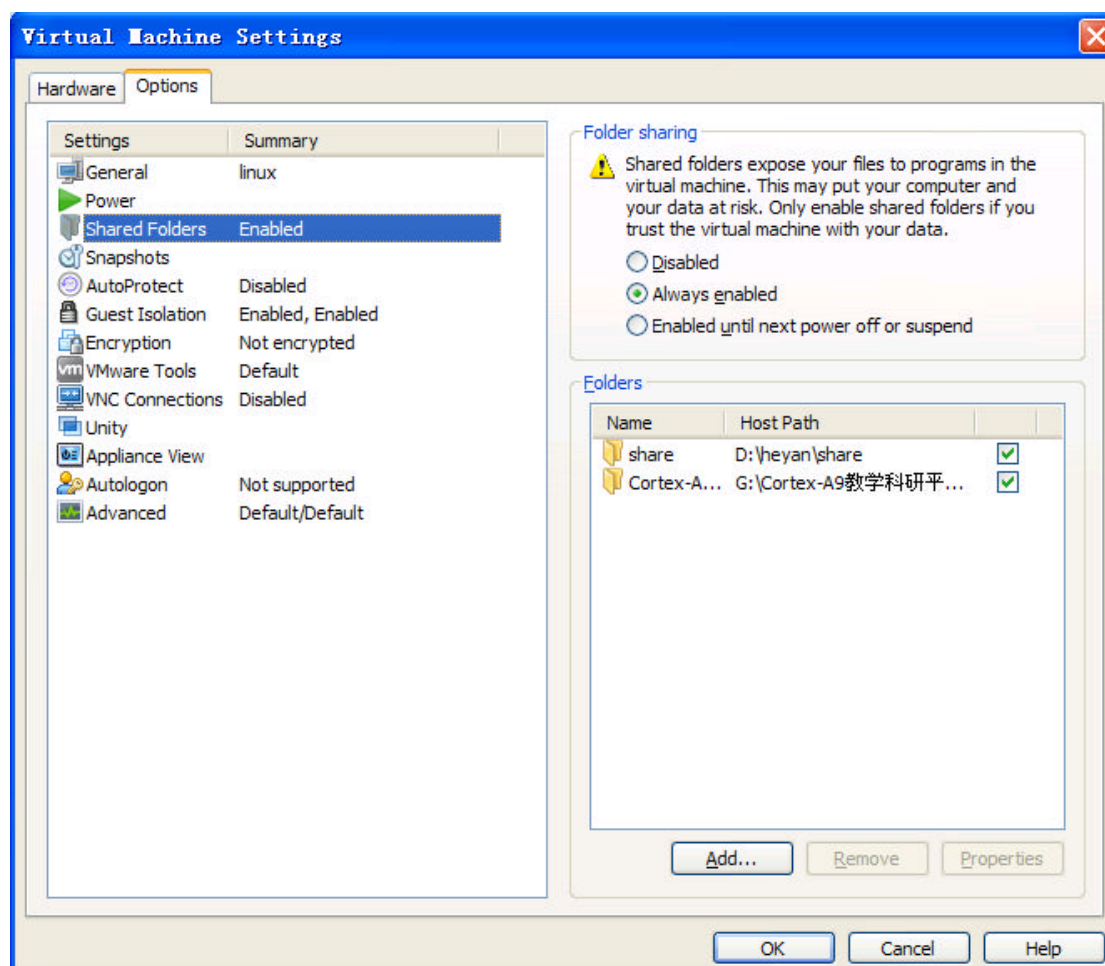 Virtual Machine Settings
Hardware Options
Settings Summary
General linux
Power
Shared Folders Enabled
Snapshots
AutoProtect Disabled
Guest Isolation Enabled, Enabled
Encryption Not encrypted
VMware Tools Default
VNC Connections Disabled
Unity
Appliance View
Autologon Not supported
Advanced Default/Default
Folder sharing
Shared folders expose your files to programs in the
virtual machine. This may put your computer and
your data at risk. Only enable shared folders if you
trust the virtual machine with your data.
Disabled
Always enabled
Enabled until next power off or suspend
Folders
Name Host Path
share D:\heyan\share
Cortex-A... G:\Cortex-A9教学科研平...
Add... Remove Properties
OK Cancel Help